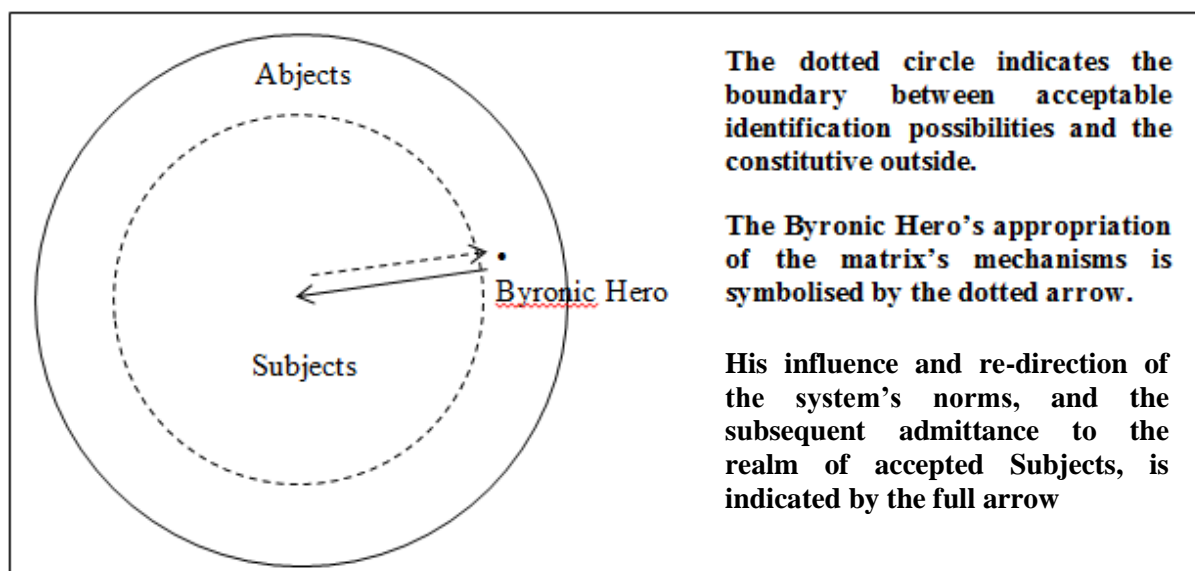 Abjects
Byronic Hero
Subjects
The dotted circle indicates the
boundary between acceptable
identification possibilities and the
constitutive outside.
The Byronic Hero's appropriation
of the matrix's mechanisms is
symbolised by the dotted arrow.
His influence and re-direction of
the system's norms, and the
subsequent admittance to the
realm of accepted Subjects, is
indicated by the full arrow